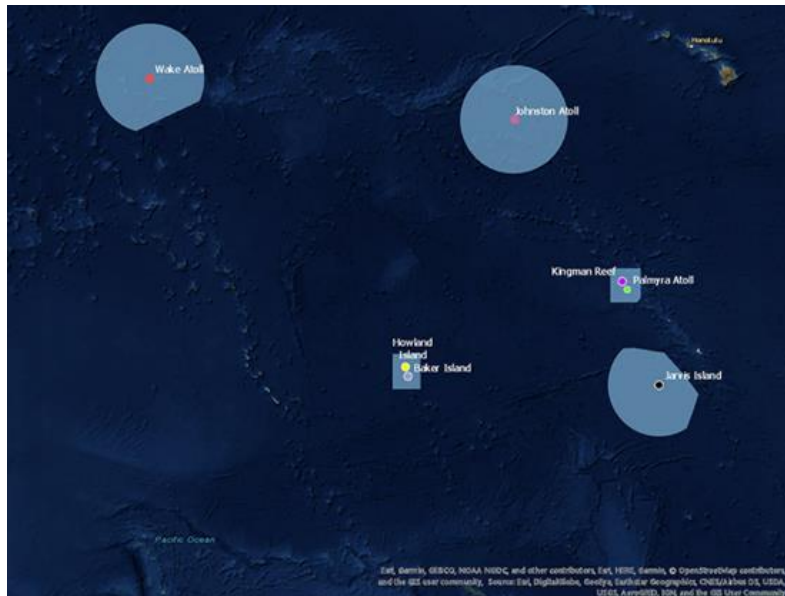 Honolulu
Wake Atoll
Johnston Atoll
Kingman Reef
Palmyra Atoll
Howland
Island
Baker Island
Jarvis Island
Pacific Ocean
Esri, Garmin, GEBCO, NOAA NGDC, and other contributors, Esri, HERE, Garmin, © OpenStreetMap contributors,
and the GIS user community, Source: Esri, DigitalGlobe, GeoEye, Earthstar Geographics, CNES/Airbus DS, USDA,
USGS, AeroGRID, IGN, and the GIS User Community